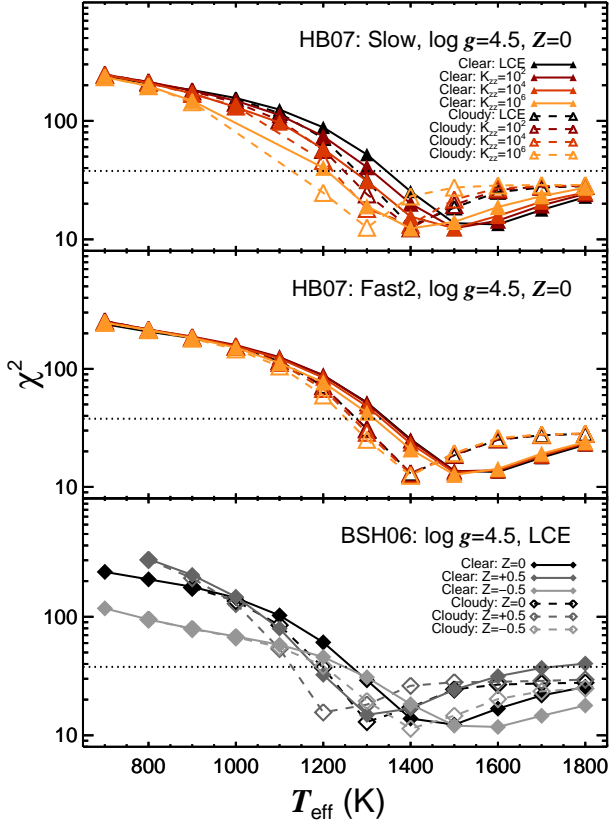 HB07: Slow, log g=4.5, Z=0
Clear: LCE
Clear: Kzz=10²
Clear: Kzz=10⁴
Clear: Kzz=10⁶
Cloudy: LCE
Cloudy: Kzz=10²
Cloudy: Kzz=10⁴
Cloudy: Kzz=10⁶
100
10
HB07: Fast2, log g=4.5, Z=0
100
10
χ²
BSH06: log g=4.5, LCE
Clear: Z=0
Clear: Z=+0.5
Clear: Z=−0.5
Cloudy: Z=0
Cloudy: Z=+0.5
Cloudy: Z=−0.5
100
10
800 1000 1200 1400 1600 1800
Teff (K)